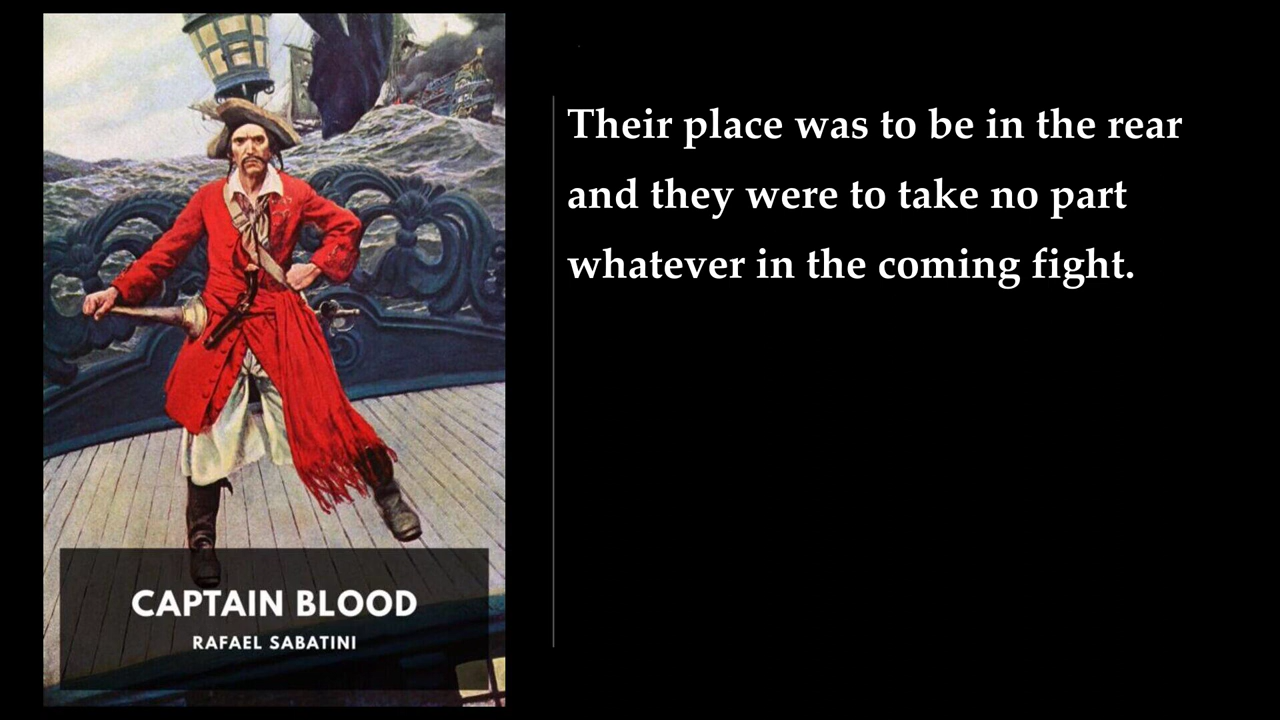 Their place was to be in the rear
and they were to take no part
whatever in the coming fight.
CAPTAIN BLOOD
RAFAEL SABATINI